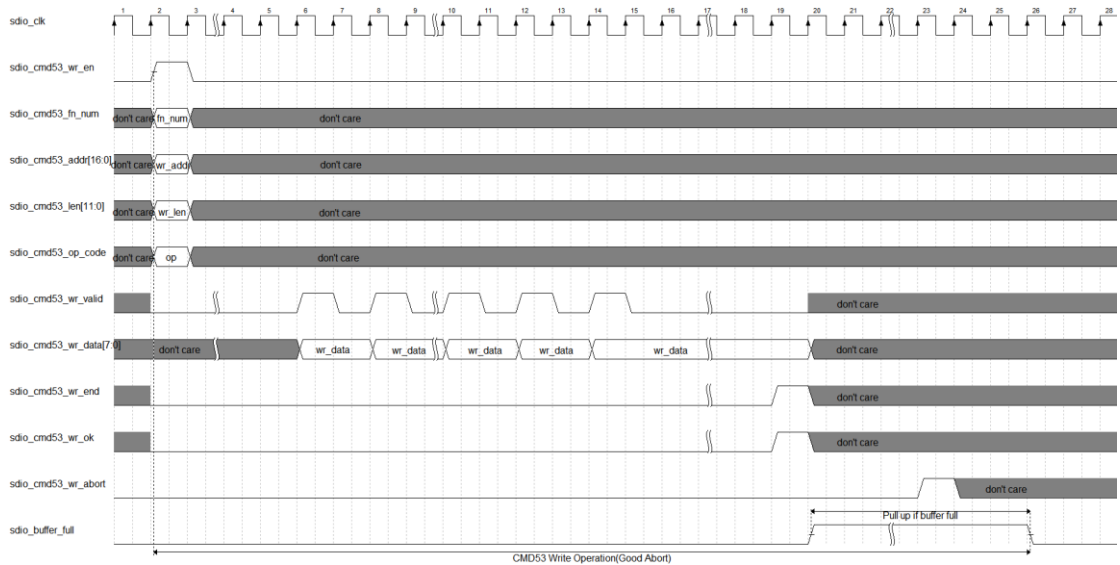 1 2 3 4 5 6 7 8 9 10 11 12 13 14 15 16 17 18 19 20 21 22 23 24 25 26 27 28
sdio_clk
sdio_cmd53_wr_en
sdio_cmd53_fn_num don't care fn_num don't care
sdio_cmd53_addr[16:0] don't care wr_addr don't care
sdio_cmd53_len[11:0] don't care wr_len don't care
sdio_cmd53_op_code don't care op don't care
sdio_cmd53_wr_valid don't care
sdio_cmd53_wr_data[7:0] don't care wr_data wr_data wr_data wr_data wr_data don't care
sdio_cmd53_wr_end don't care
sdio_cmd53_wr_ok don't care
sdio_cmd53_wr_abort don't care
Pull up if buffer full
sdio_buffer_full
CMD53 Write Operation(Good Abort)